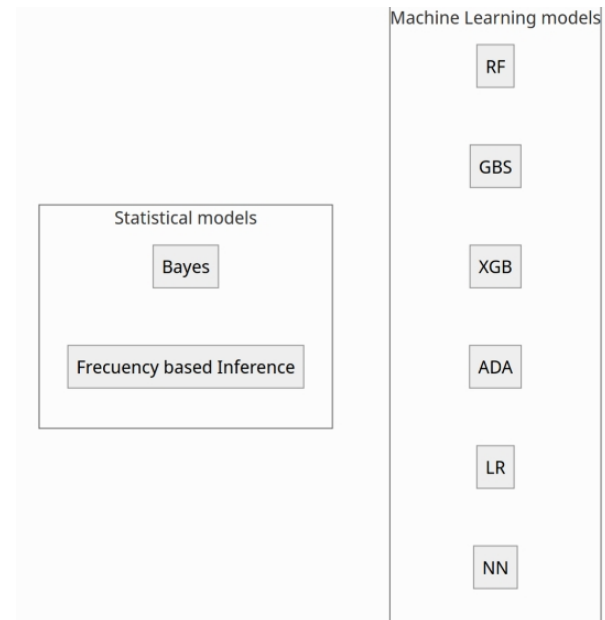 Machine Learning models
RF
GBS
Statistical models
Bayes
XGB
Frecuency based Inference
ADA
LR
NN